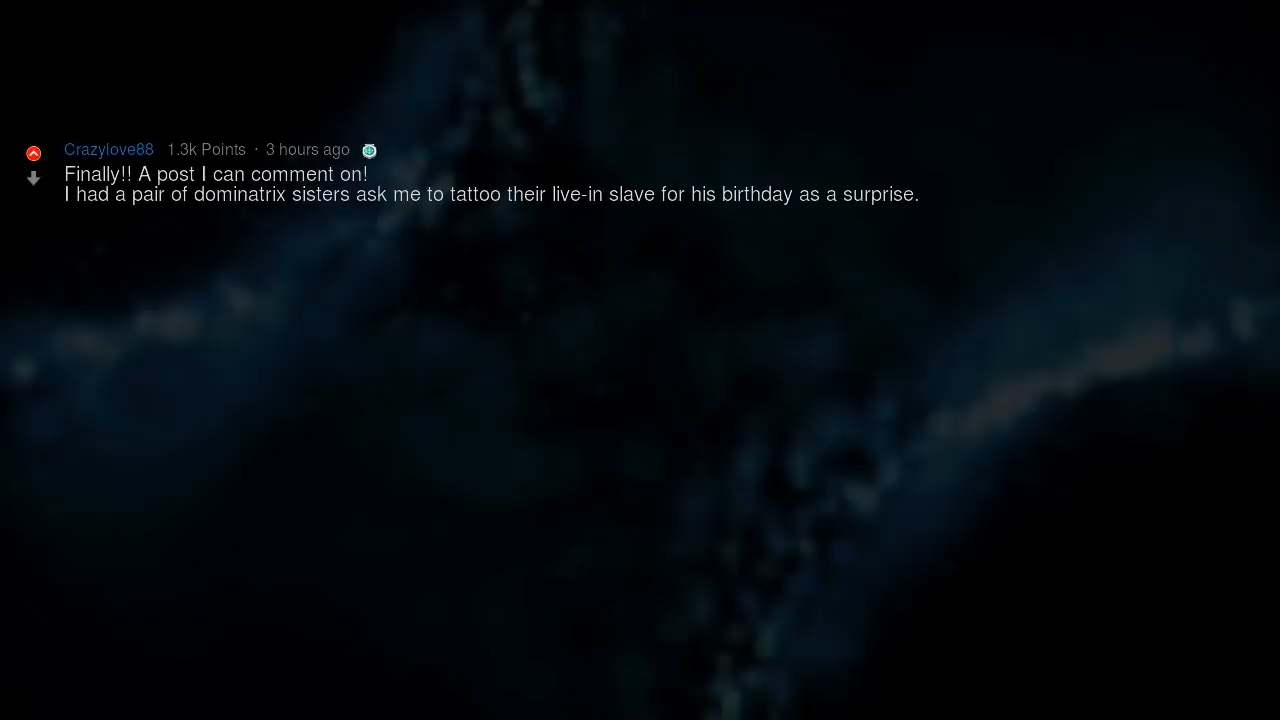 Crazylove88 1.3k Points · 3 hours ago
Finally!! A post I can comment on!
I had a pair of dominatrix sisters ask me to tattoo their live-in slave for his birthday as a surprise.